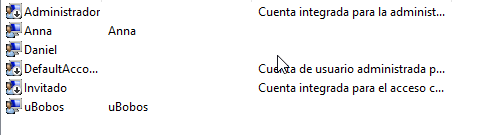 Administrador Cuenta integrada para la administ...
Anna Anna
Daniel
DefaultAcco... Cuenta de usuario administrada p...
Invitado Cuenta integrada para el acceso c...
uBobos uBobos